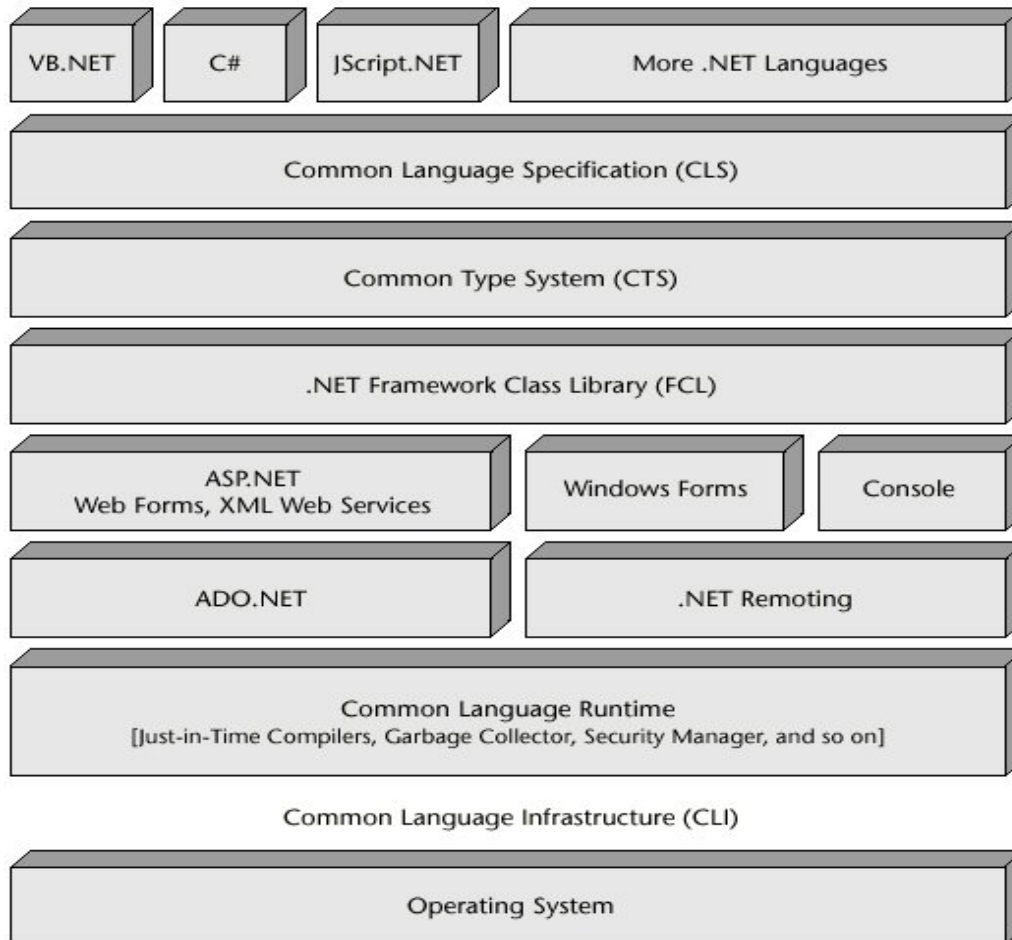 VB.NET
C#
JScript.NET
More .NET Languages
Common Language Specification (CLS)
Common Type System (CTS)
.NET Framework Class Library (FCL)
ASP.NET
Web Forms, XML Web Services
Windows Forms
Console
ADO.NET
.NET Remoting
Common Language Runtime
[Just-in-Time Compilers, Garbage Collector, Security Manager, and so on]
Common Language Infrastructure (CLI)
Operating System